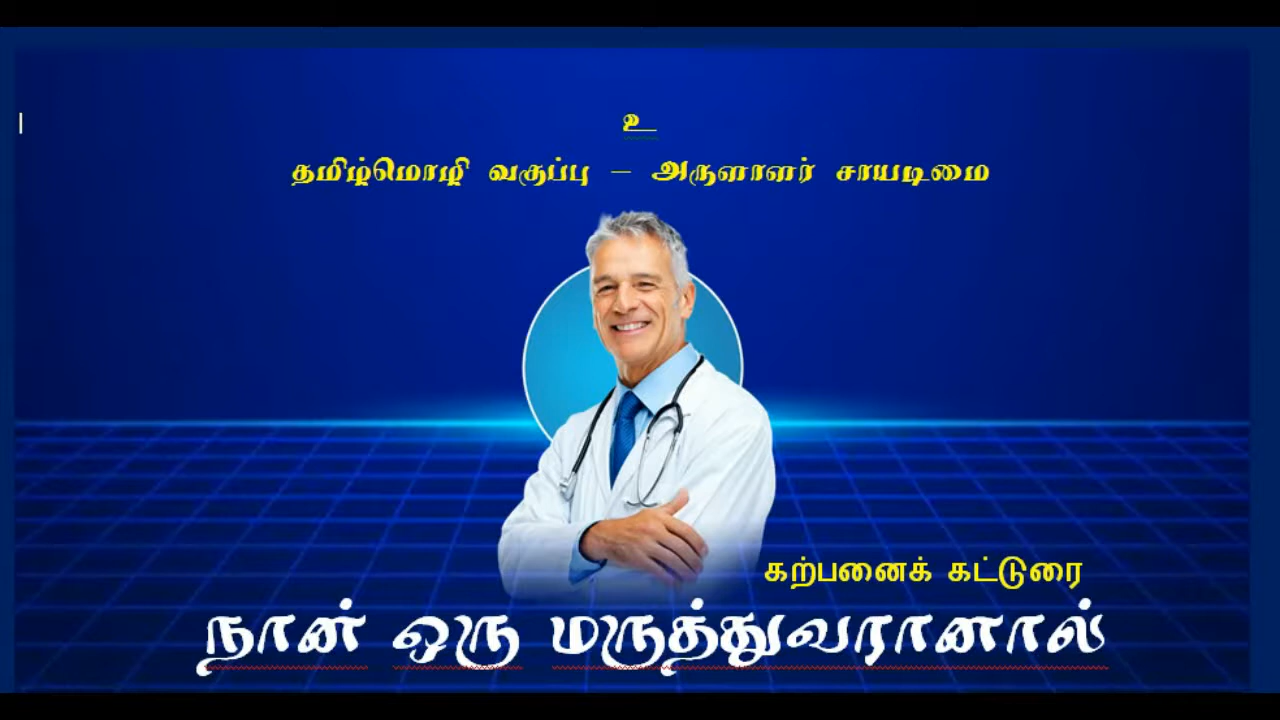 உ
தமிழ்மொழி வகுப்பு – அருளாளர் சாயடிமை
கற்பனைக் கட்டுரை
நான் ஒரு மருத்துவரானால்